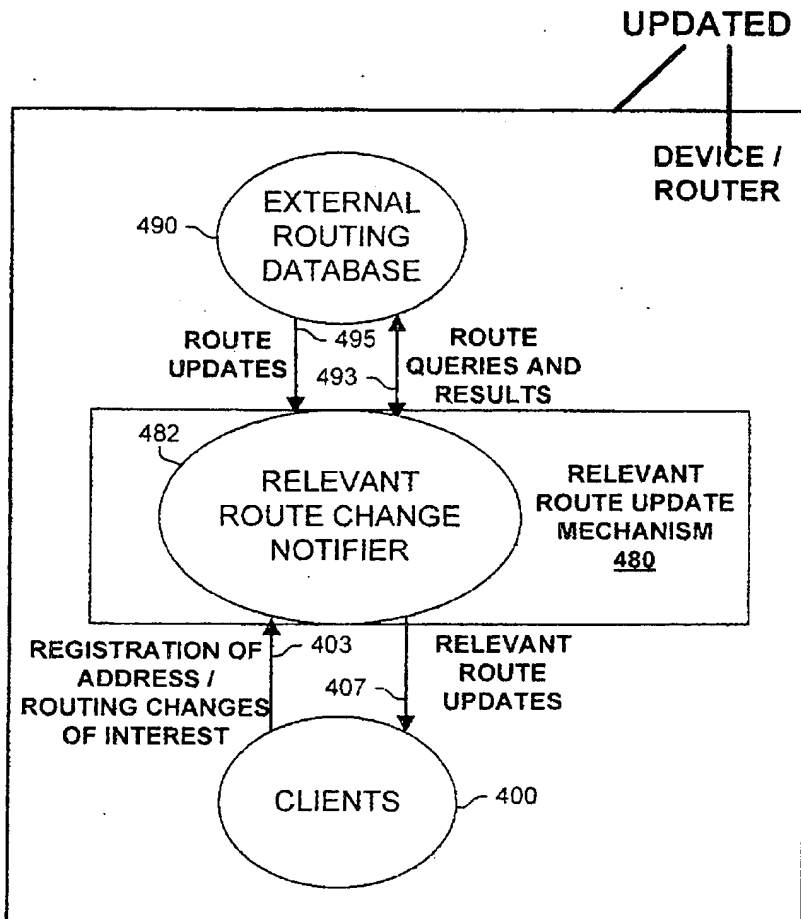 UPDATED
DEVICE /
ROUTER
490
EXTERNAL
ROUTING
DATABASE
ROUTE
UPDATES
495
493
ROUTE
QUERIES AND
RESULTS
482
RELEVANT
ROUTE CHANGE
NOTIFIER
RELEVANT
ROUTE UPDATE
MECHANISM
480
REGISTRATION OF
ADDRESS /
ROUTING CHANGES
OF INTEREST
403
407
RELEVANT
ROUTE
UPDATES
CLIENTS
400